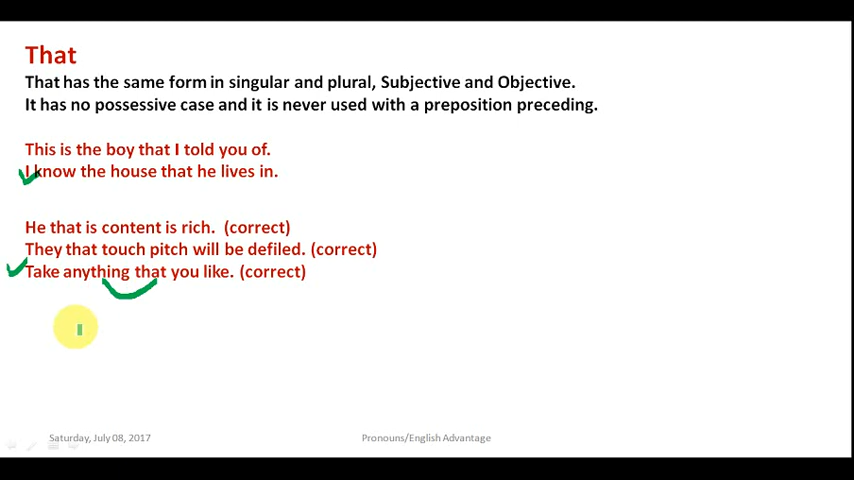 That
That has the same form in singular and plural, Subjective and Objective.
It has no possessive case and it is never used with a preposition preceding.
This is the boy that I told you of.
I know the house that he lives in.
He that is content is rich. (correct)
They that touch pitch will be defiled. (correct)
Take anything that you like. (correct)
Saturday, July 08, 2017
Pronouns/English Advantage